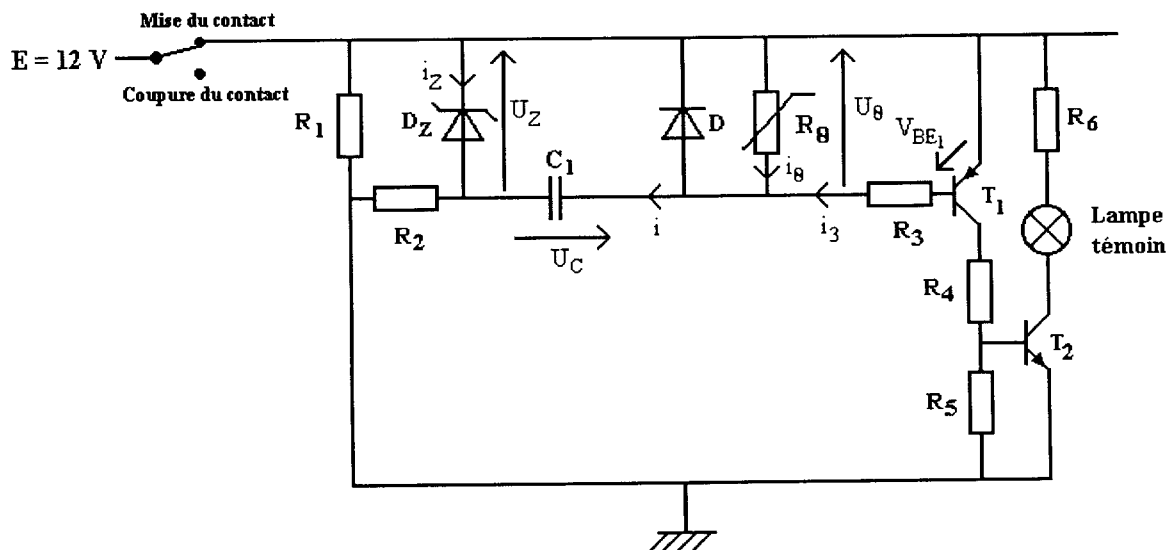 Mise du contact
E = 12 V
Coupure du contact
R1
iZ
DZ
UZ
D
Rθ
Uθ
VBE1
R6
C1
iθ
T1
R2
UC
i
i3
R3
Lampe
témoin
R4
T2
R5